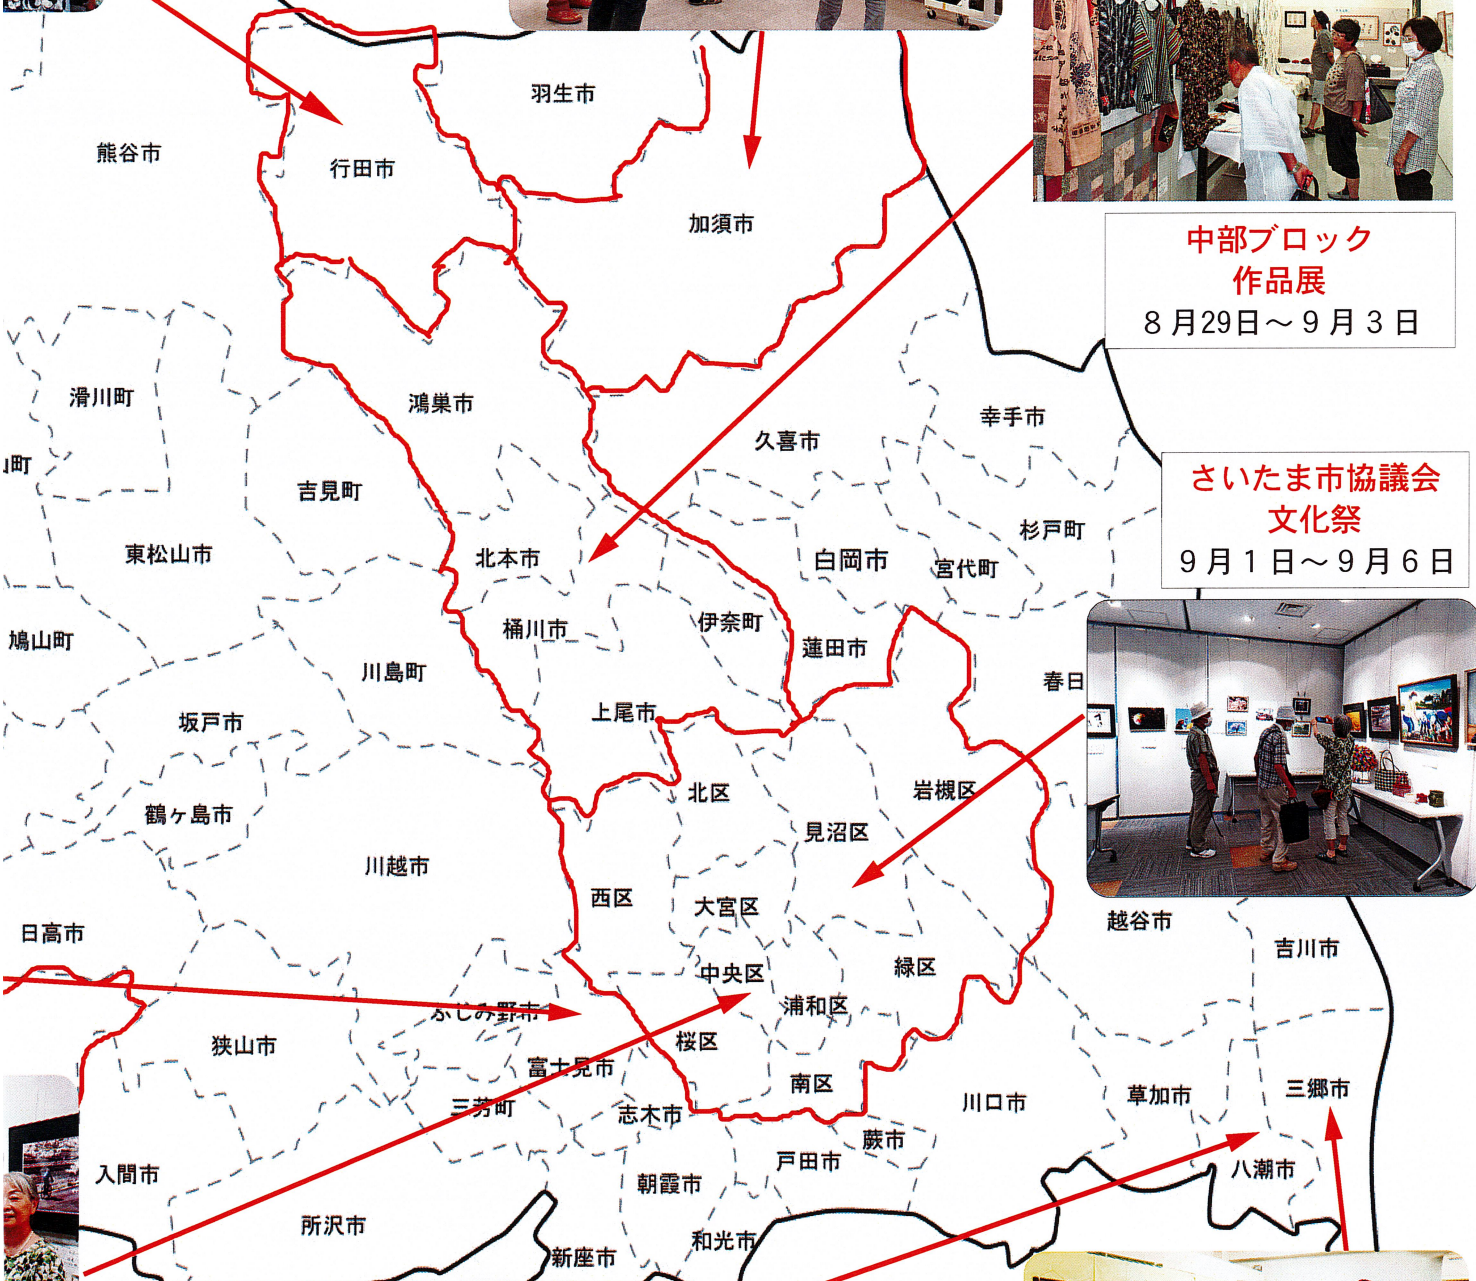 羽生市
熊谷市
行田市
加須市
中部ブロック
作品展
８月29日～９月３日
滑川町
鴻巣市
幸手市
久喜市
町
吉見町
さいたま市協議会
文化祭
９月１日～９月６日
杉戸町
東松山市
北本市
白岡市
宮代町
鳩山町
桶川市
伊奈町
蓮田市
川島町
春日
坂戸市
上尾市
北区
岩槻区
鶴ヶ島市
見沼区
川越市
西区
大宮区
越谷市
日高市
吉川市
中央区
緑区
浦和区
ふじみ野市
狭山市
桜区
富士見市
南区
三郷市
草加市
川口市
三芳町
志木市
蕨市
戸田市
八潮市
入間市
朝霞市
所沢市
和光市
新座市